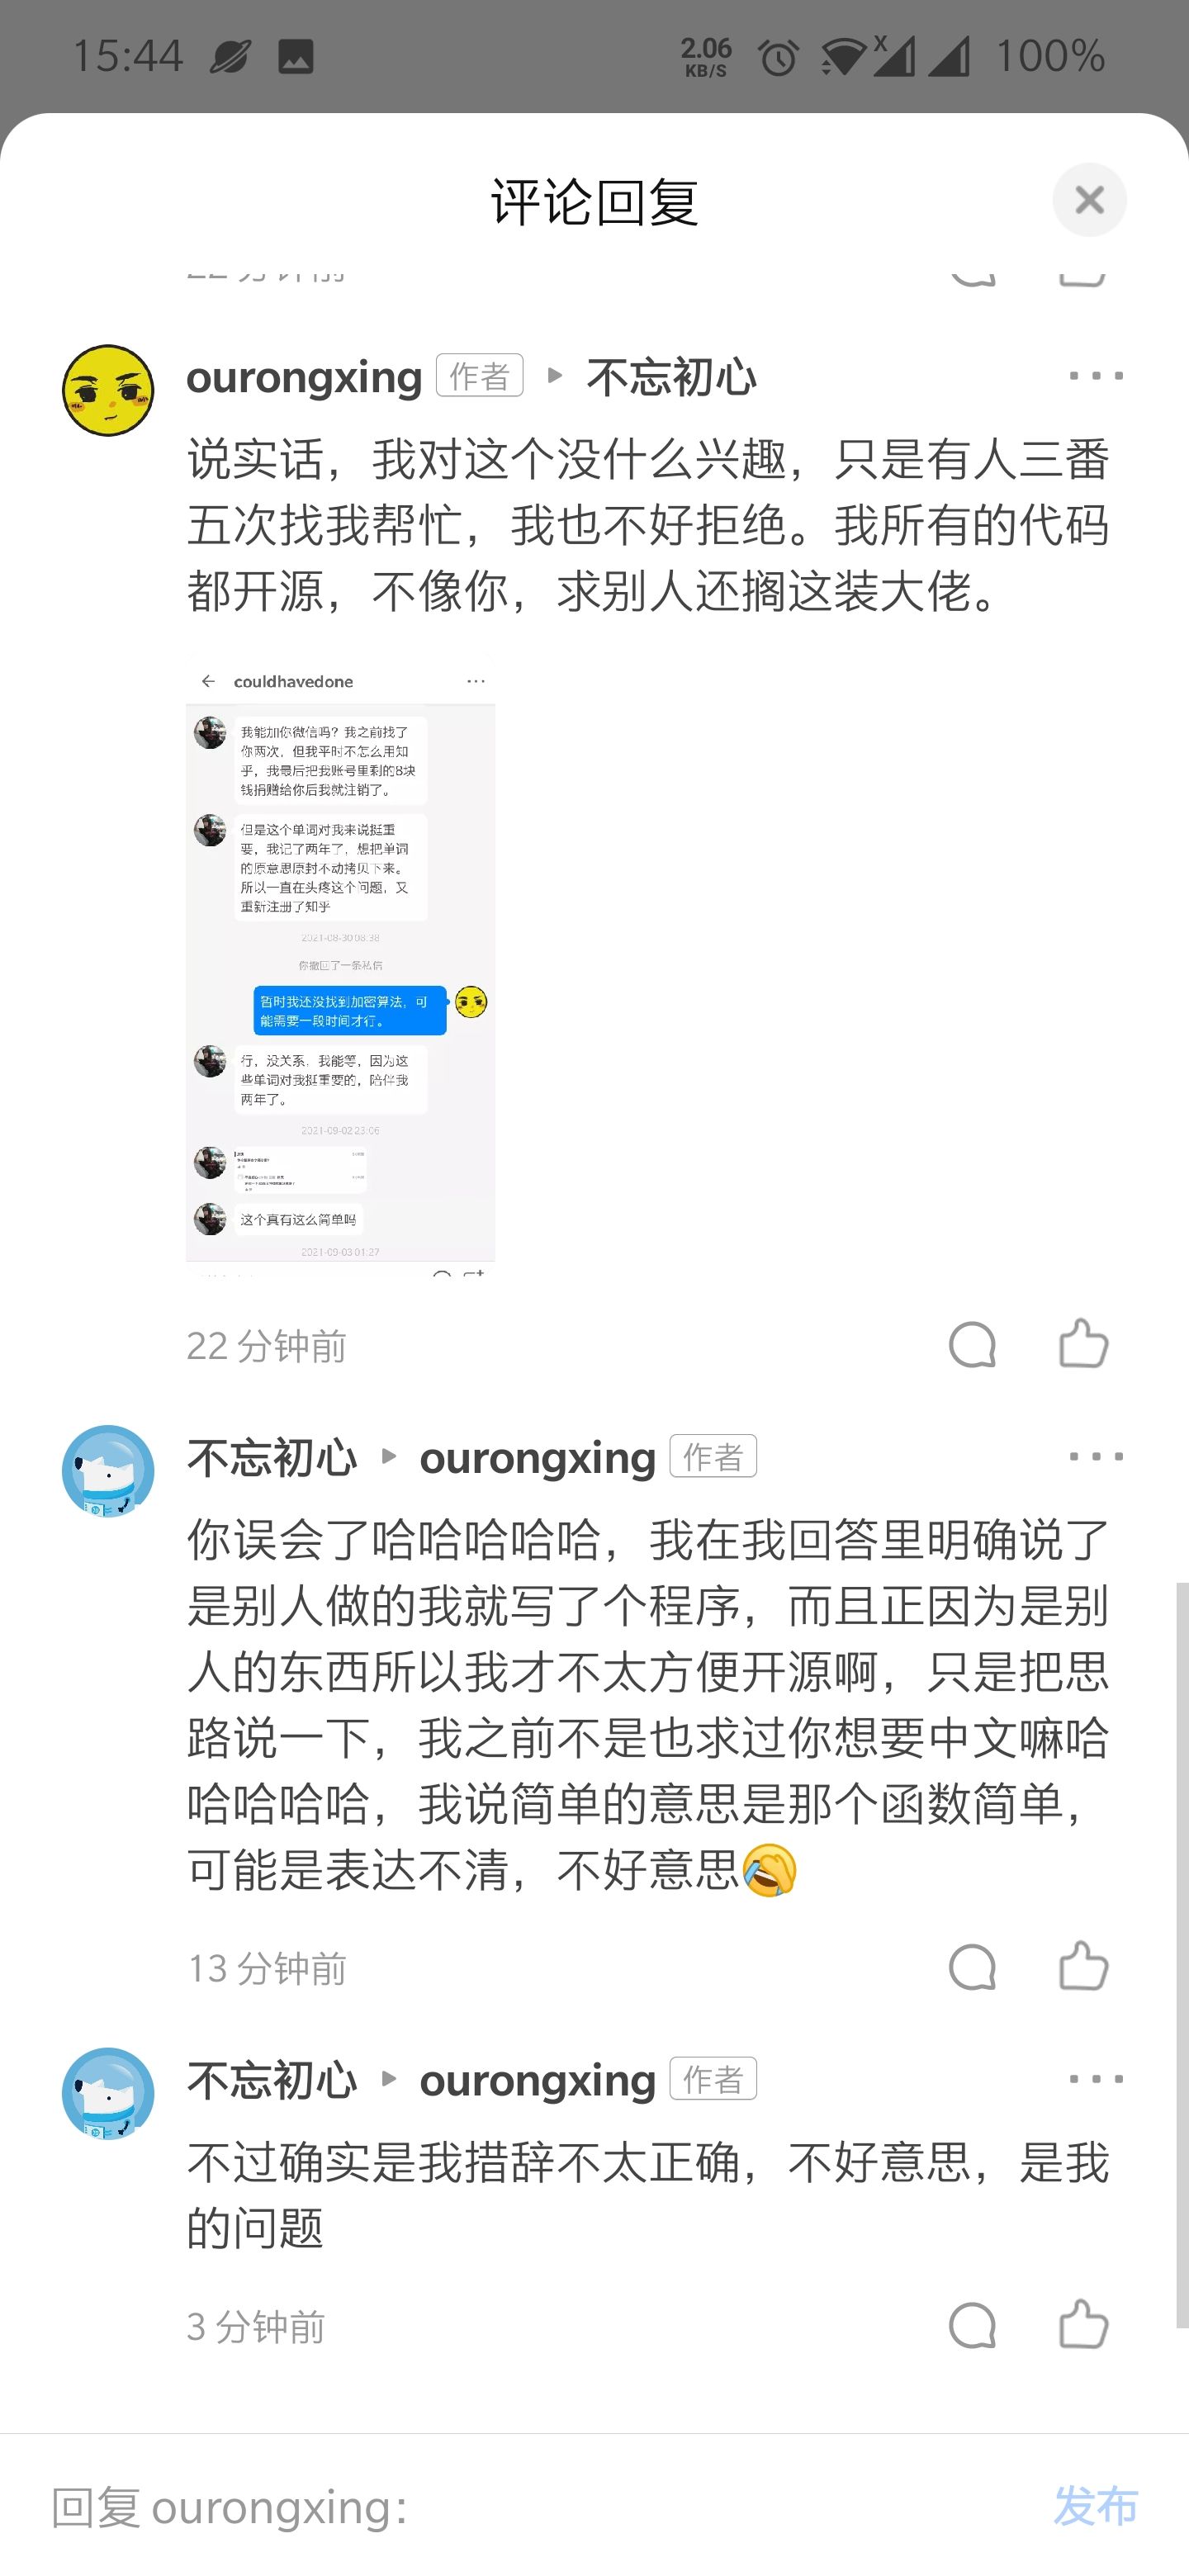 15:44
2.06
KB/S
X
100%
评论回复
22 分钟前
ourongxing 作者 不忘初心
说实话，我对这个没什么兴趣，只是有人三番
五次找我帮忙，我也不好拒绝。我所有的代码
都开源，不像你，求别人还搁这装大佬。
couldhavedone
我能加你微信吗？我之前找了
你两次，但我平时不怎么用知
乎，我最后把我账号里剩的8块
钱捐赠给你后我就注销了。
但是这个单词对我来说挺重
要，我记了两年了，想把单词
的原意思原封不动拷贝下来。
所以一直在头疼这个问题，又
重新注册了知乎
2021-08-30 08:38
你撤回了一条私信
暂时我还没找到加密算法，可
能需要一段时间才行。
行，没关系，我能等，因为这
些单词对我挺重要的，陪伴我
两年了。
2021-09-02 23:06
这个真有这么简单吗
2021-09-03 01:27
22 分钟前
不忘初心 ourongxing 作者
你误会了哈哈哈哈哈，我在我回答里明确说了
是别人做的我就写了个程序，而且正因为是别
人的东西所以我才不太方便开源啊，只是把思
路说一下，我之前不是也求过你想要中文嘛哈
哈哈哈哈，我说简单的意思是那个函数简单，
可能是表达不清，不好意思
13 分钟前
不忘初心 ourongxing 作者
不过确实是我措辞不太正确，不好意思，是我
的问题
3 分钟前
回复 ourongxing:
发布